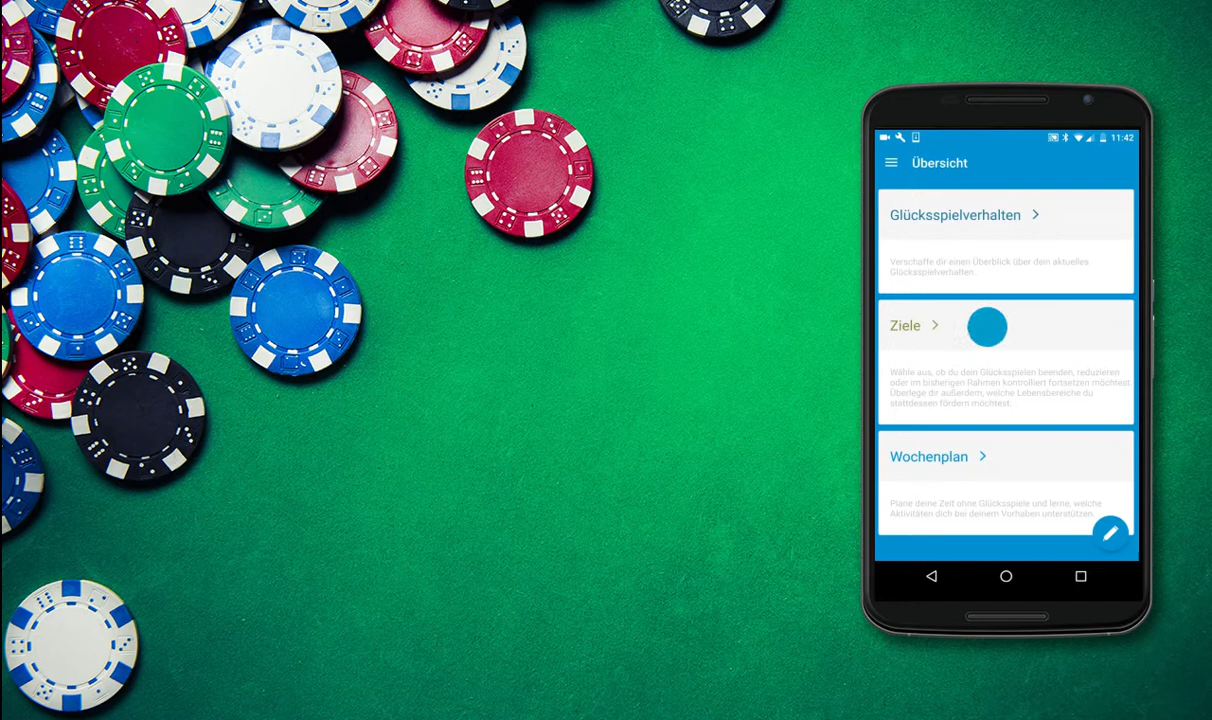 11:42
Übersicht
Glücksspielverhalten
Verschaffe dir einen Überblick über dein aktuelles
Glücksspielverhalten.
Ziele
Wähle aus, ob du dein Glücksspielen beenden, reduzieren
oder im bisherigen Rahmen kontrolliert fortsetzen möchtest.
Überlege dir außerdem, welche Lebensbereiche du
stattdessen fördern möchtest.
Wochenplan
Plane deine Zeit ohne Glücksspiele und lerne, welche
Aktivitäten dich bei deinem Vorhaben unterstützen.